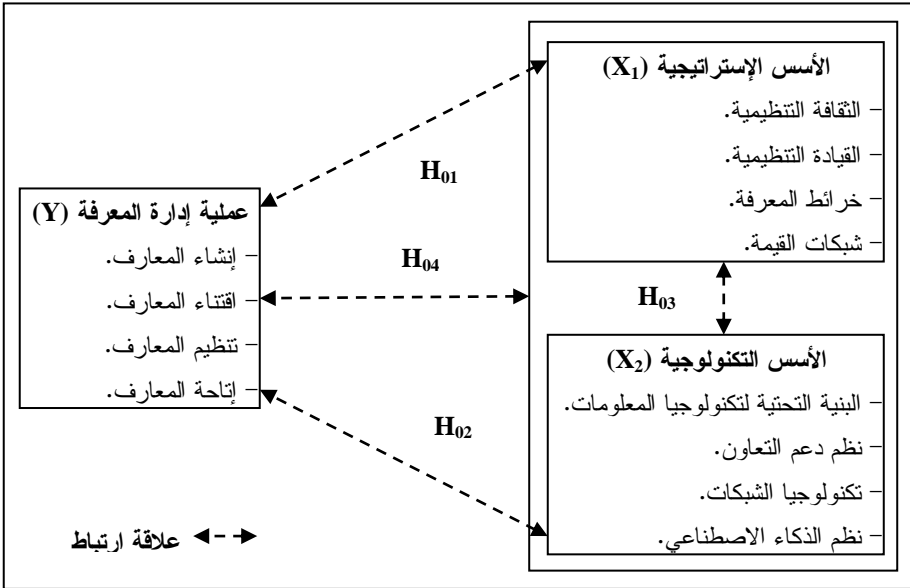 الأسس الإستراتيجية (X₁)
– الثقافة التنظيمية.
– القيادة التنظيمية.
– خرائط المعرفة.
– شبكات القيمة.
H₀₁
عملية إدارة المعرفة (Y)
– إنشاء المعارف.
– اقتناء المعارف.
– تنظيم المعارف.
– إتاحة المعارف.
H₀₄
H₀₃
الأسس التكنولوجية (X₂)
– البنية التحتية لتكنولوجيا المعلومات.
– نظم دعم التعاون.
– تكنولوجيا الشبكات.
– نظم الذكاء الاصطناعي.
H₀₂
علاقة ارتباط